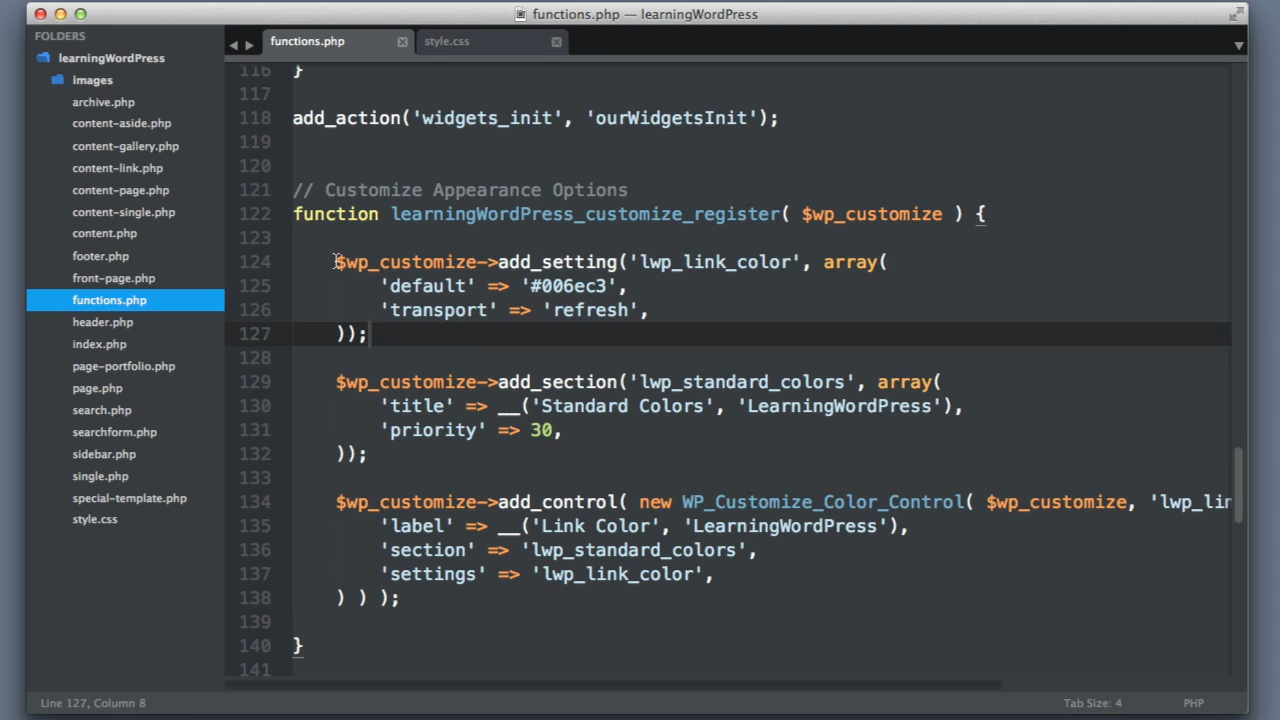 functions.php — learningWordPress
FOLDERS
learningWordPress
images
archive.php
content-aside.php
content-gallery.php
content-link.php
content-page.php
content-single.php
content.php
footer.php
front-page.php
functions.php
header.php
index.php
page-portfolio.php
page.php
search.php
searchform.php
sidebar.php
single.php
special-template.php
style.css
functions.php
style.css
116 }
117
118 add_action('widgets_init', 'ourWidgetsInit');
119
120
121 // Customize Appearance Options
122 function learningWordPress_customize_register( $wp_customize ) {
123
124 $wp_customize->add_setting('lwp_link_color', array(
125 'default' => '#006ec3',
126 'transport' => 'refresh',
127 ));
128
129 $wp_customize->add_section('lwp_standard_colors', array(
130 'title' => __('Standard Colors', 'LearningWordPress'),
131 'priority' => 30,
132 ));
133
134 $wp_customize->add_control( new WP_Customize_Color_Control( $wp_customize, 'lwp_lin
135 'label' => __('Link Color', 'LearningWordPress'),
136 'section' => 'lwp_standard_colors',
137 'settings' => 'lwp_link_color',
138 ) ) );
139
140 }
141
Line 127, Column 8
Tab Size: 4
PHP